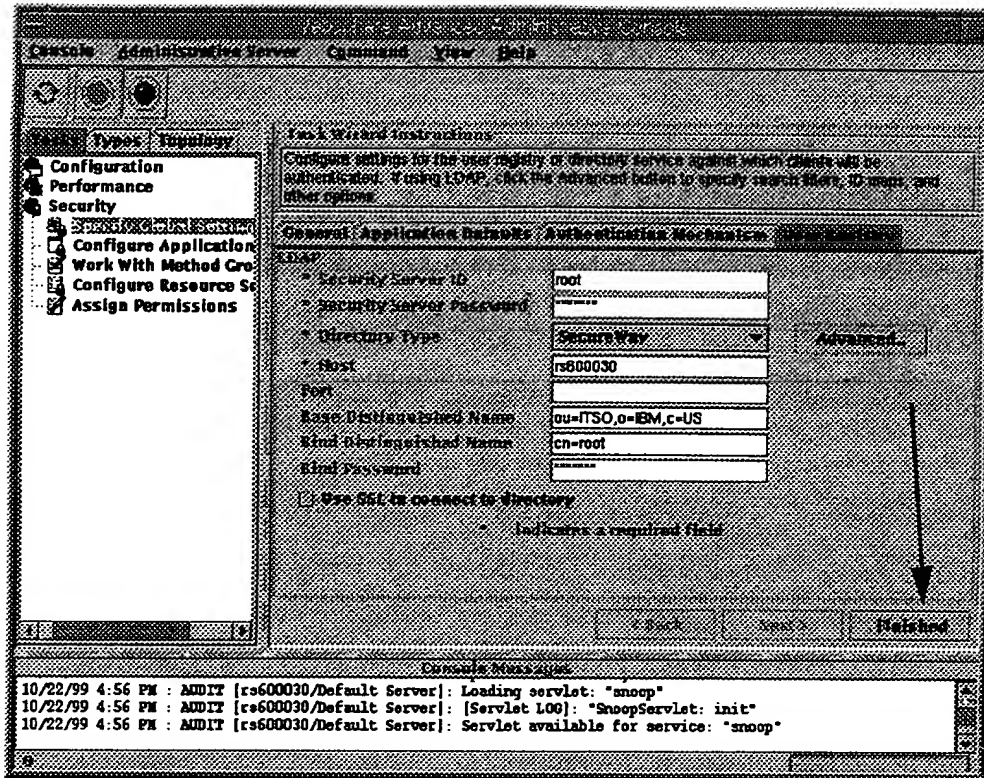 Console Administrative Server Command View Help
Tasks Types Topology
Configuration
Performance
Security
Configure Application
Work With Method Gro
Configure Resource Se
Assign Permissions
Task Wizard Instructions
Configure settings for the user registry or directory service against which clients will be
authenticated. If using LDAP, click the Advanced button to specify search filters, ID maps, and
other options.
General Application Defaults Authentication Mechanism User Registry
LDAP
* Security Server ID root
* Security Server Password *******
* Directory Type SecureWay Advanced...
* Host rs600030
Port
Base Distinguished Name ou=ITSO,o=IBM,c=US
Bind Distinguished Name cn=root
Bind Password *******
Use SSL to connect to directory
* Indicates a required field
< Back Next > Finished
Console Messages
10/22/99 4:56 PM : AUDIT [rs600030/Default Server]: Loading servlet: "snoop"
10/22/99 4:56 PM : AUDIT [rs600030/Default Server]: [Servlet LOG]: "SnoopServlet: init"
10/22/99 4:56 PM : AUDIT [rs600030/Default Server]: Servlet available for service: "snoop"